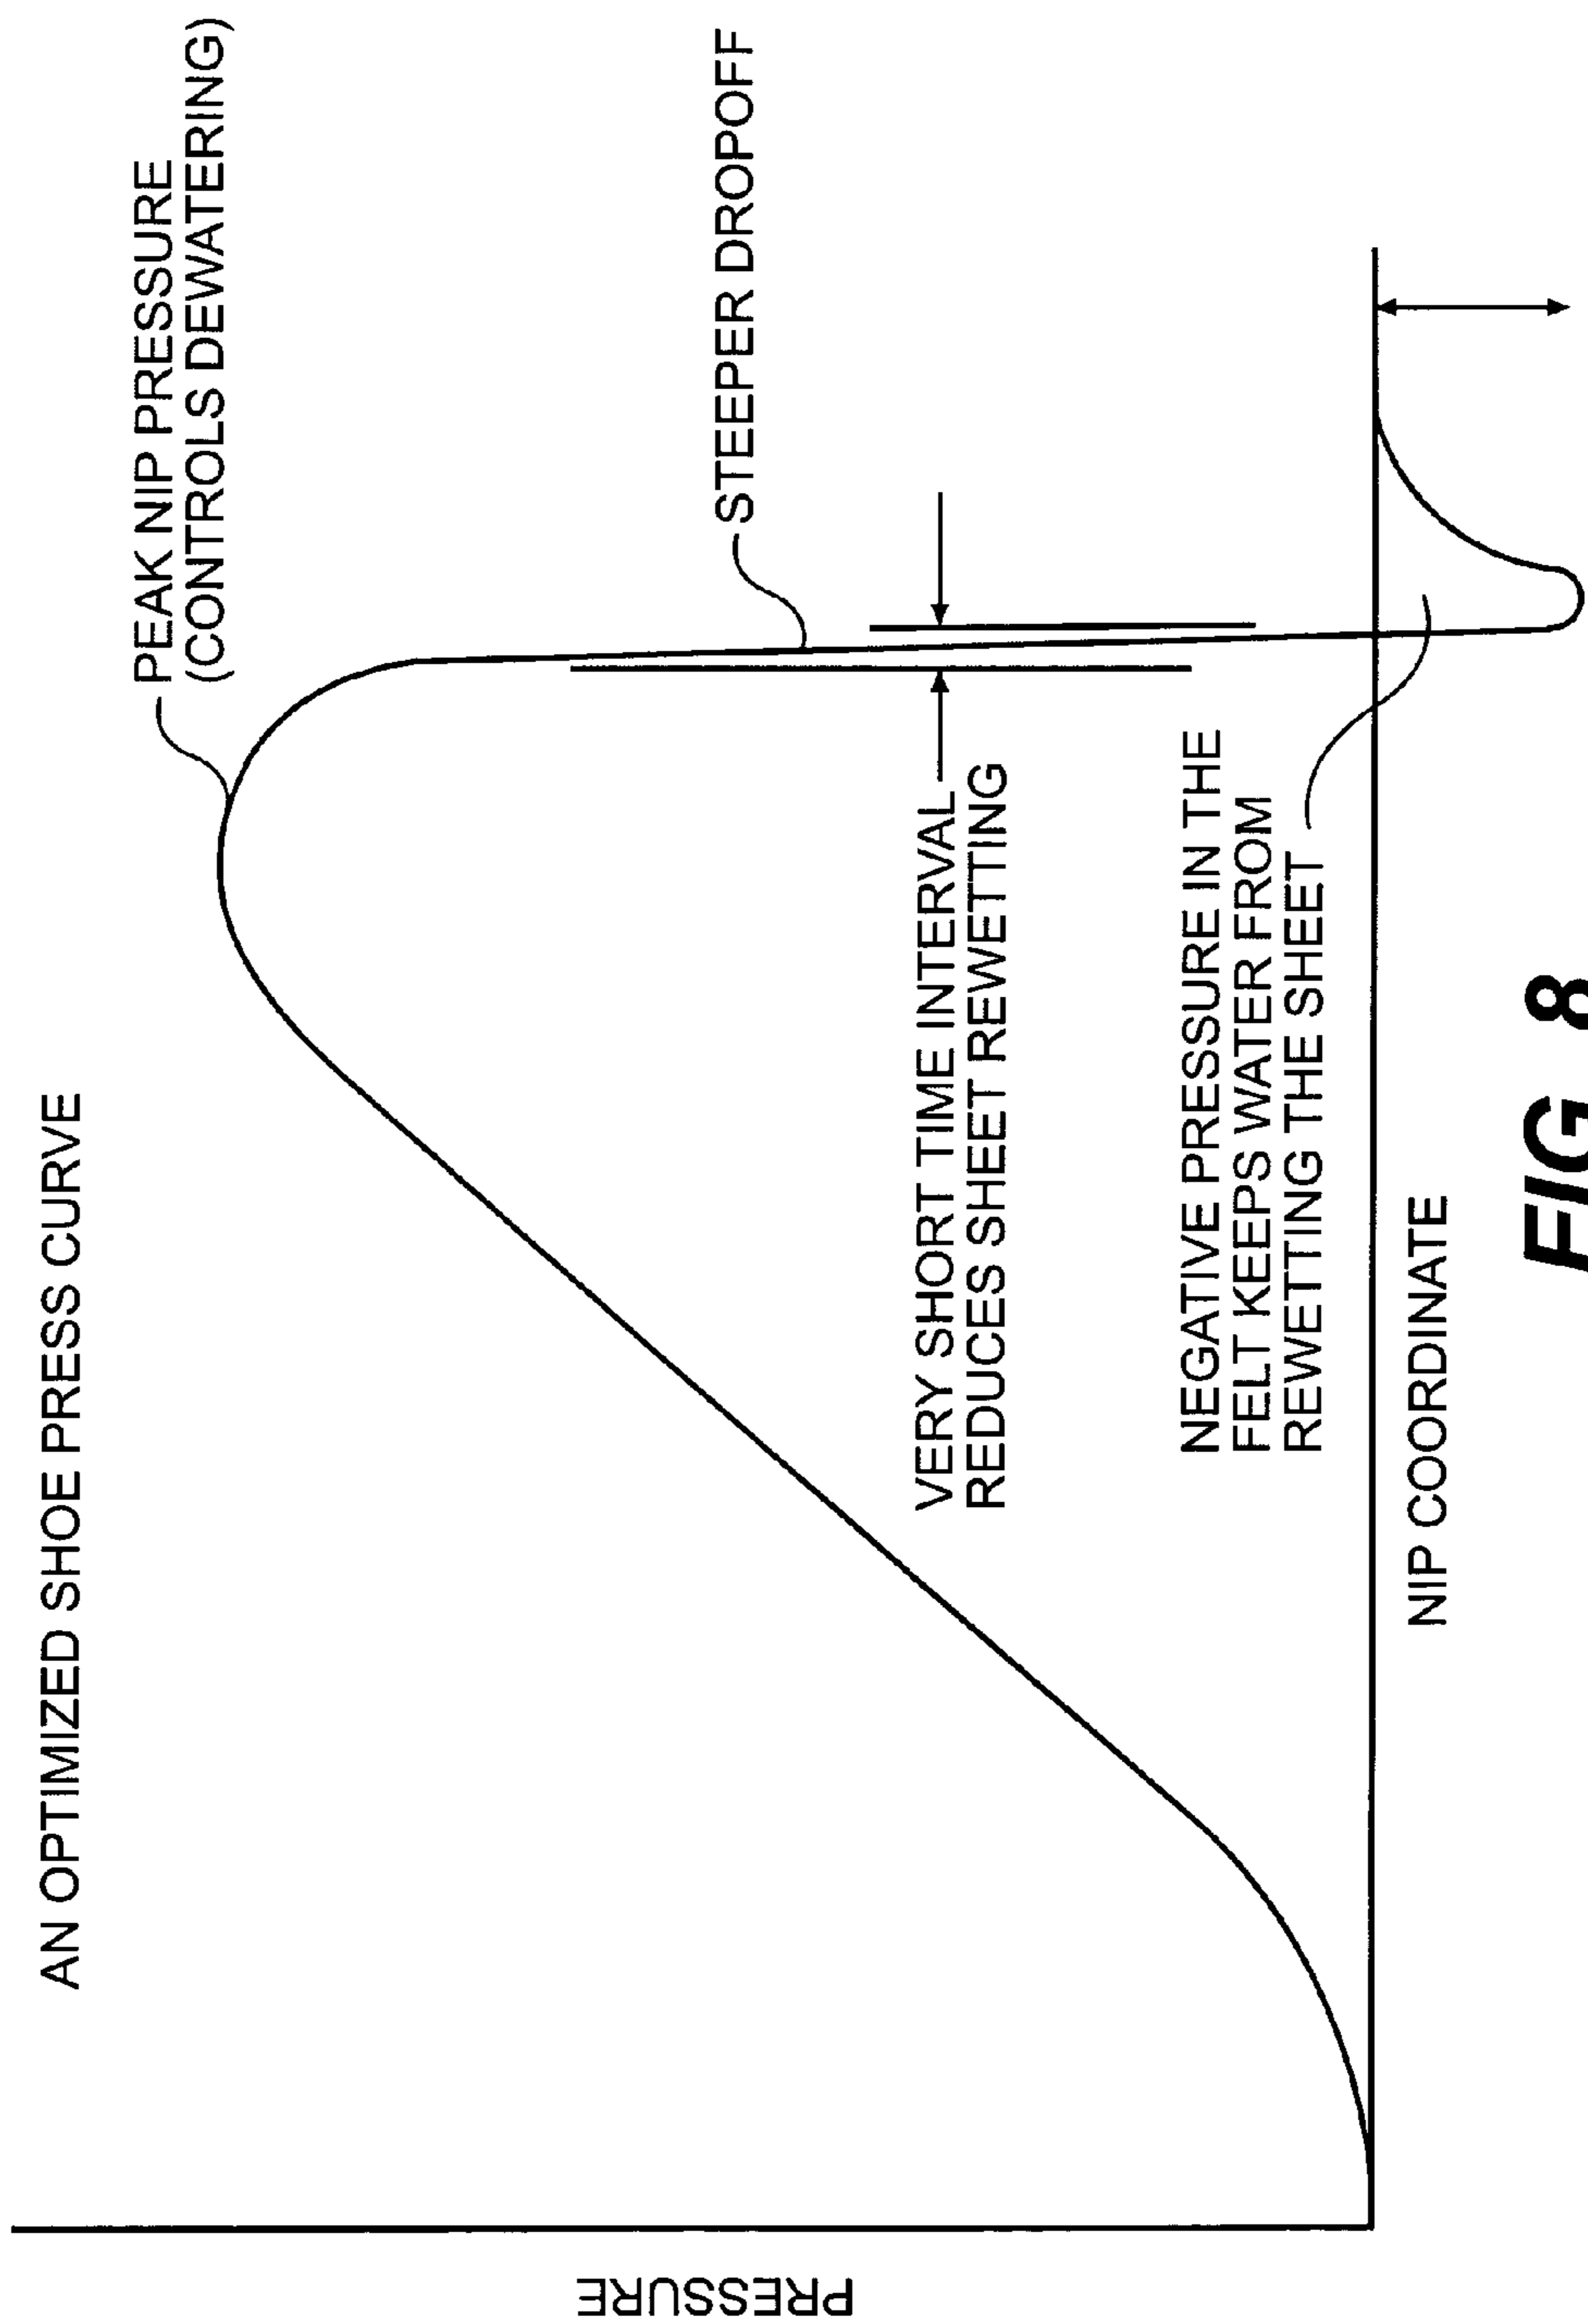 AN OPTIMIZED SHOE PRESS CURVE
PEAK NIP PRESSURE
(CONTROLS DEWATERING)
STEEPER DROPOFF
VERY SHORT TIME INTERVAL
REDUCES SHEET REWETTING
NEGATIVE PRESSURE IN THE
FELT KEEPS WATER FROM
REWETTING THE SHEET
PRESSURE
NIP COORDINATE
FIG 8